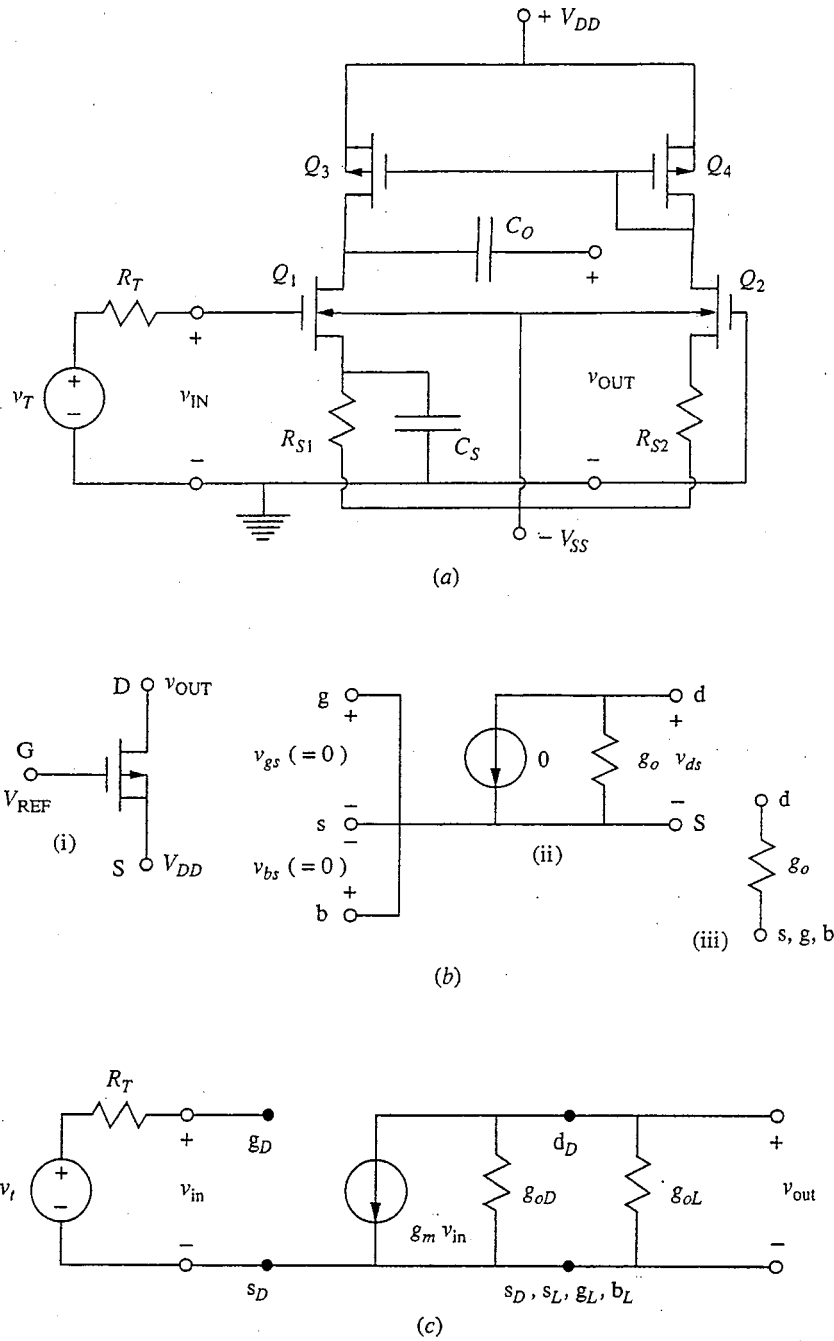 + V_DD
Q_3
Q_4
C_O
+
R_T
Q_1
Q_2
+
v_T
+
−
v_IN
R_S1
C_S
v_OUT
R_S2
−
−
− V_SS
(a)
D
v_OUT
G
V_REF
(i)
S
V_DD
g
+
v_gs (=0)
−
s
−
v_bs (=0)
+
b
0
g_o
d
+
v_ds
−
S
(ii)
d
g_o
(iii)
s, g, b
(b)
R_T
+
g_D
v_t
+
−
v_in
−
s_D
g_m v_in
d_D
g_oD
g_oL
+
v_out
−
s_D, s_L, g_L, b_L
(c)